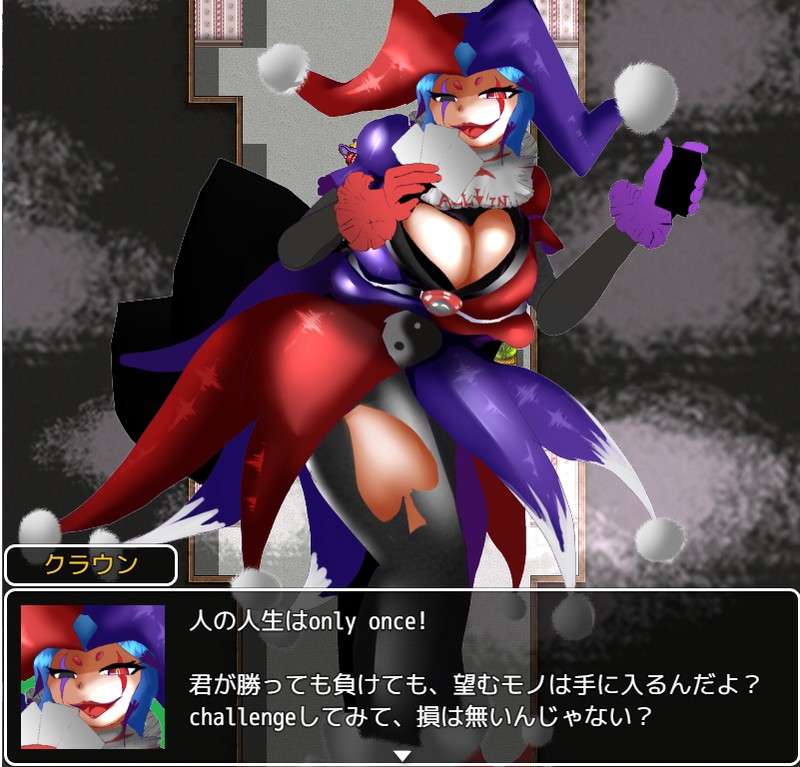 クラウン
人の人生はonly once!
君が勝っても負けても、望むモノは手に入るんだよ？
challengeしてみて、損は無いんじゃない？